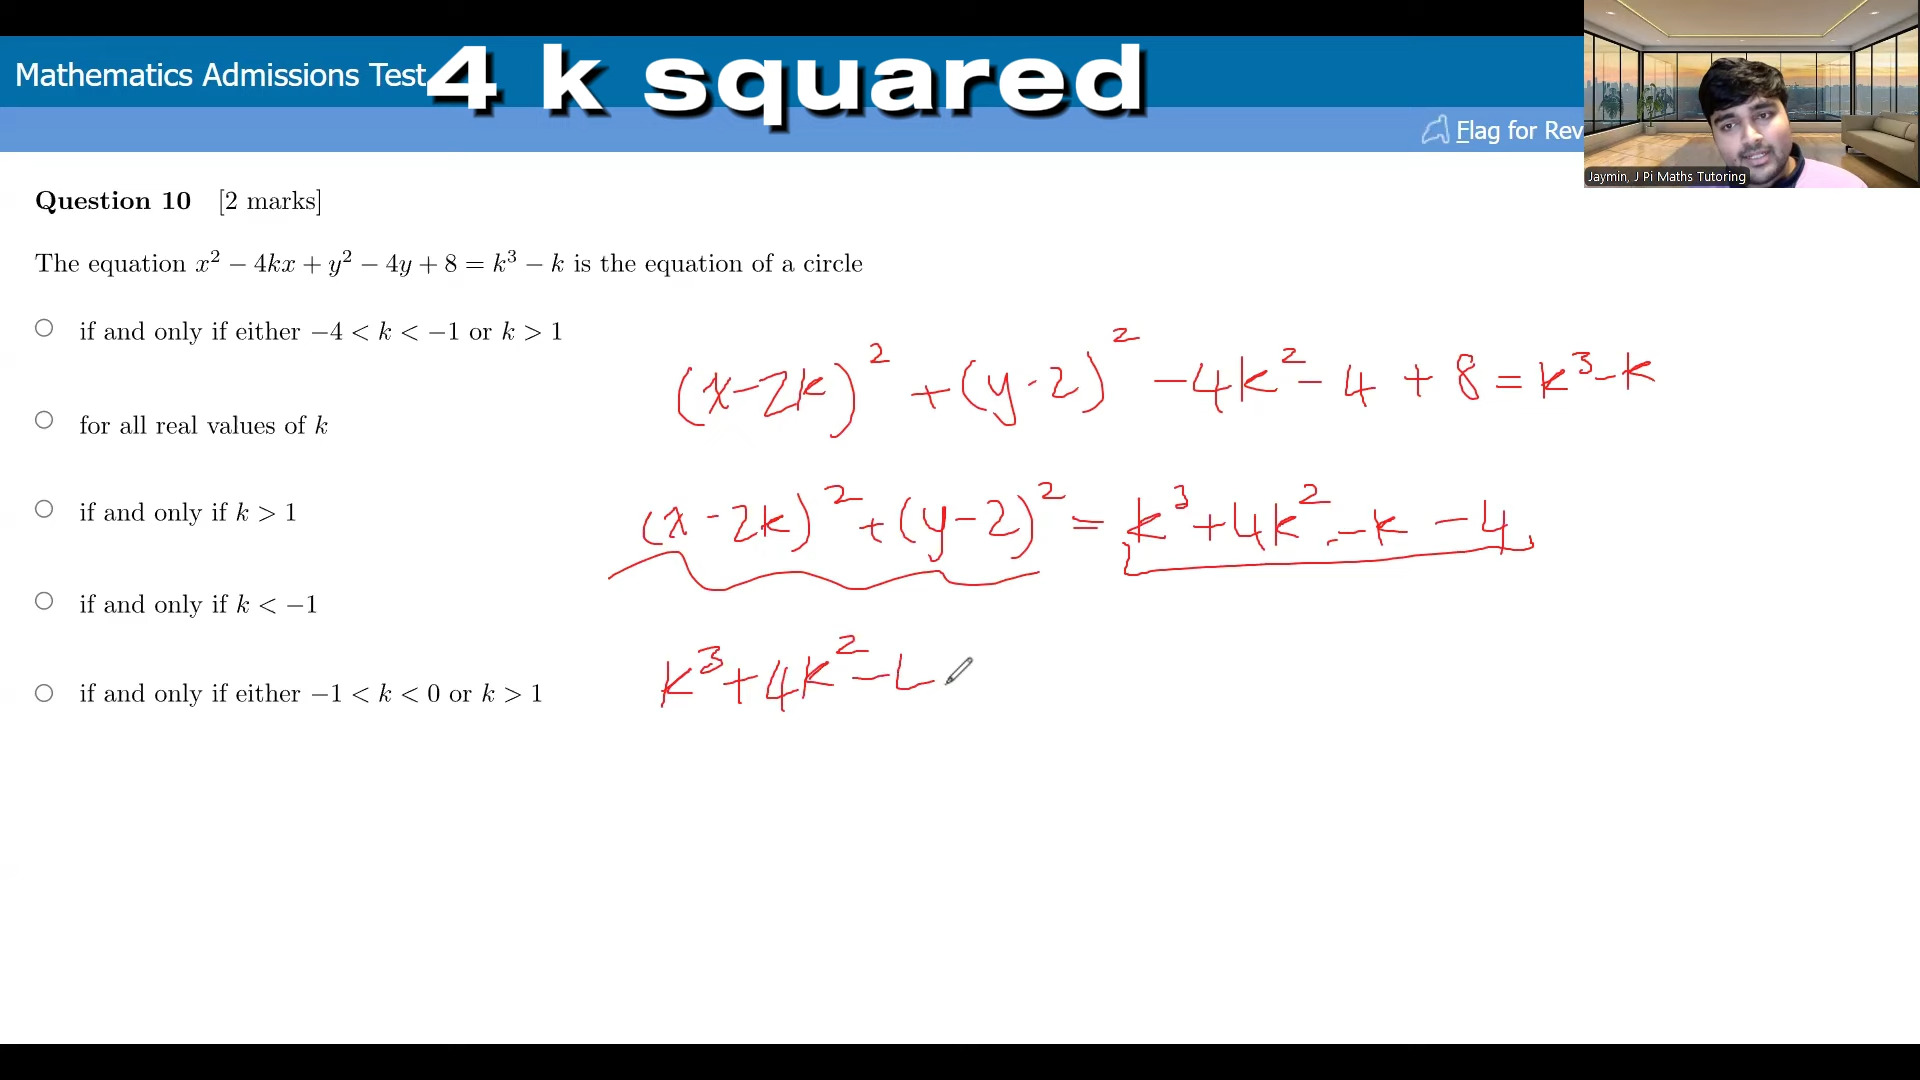 Mathematics Admissions Test
4 k squared
Flag for Rev
Jaymin, J Pi Maths Tutoring
Question 10 [2 marks]
The equation x² − 4kx + y² − 4y + 8 = k³ − k is the equation of a circle
if and only if either −4 < k < −1 or k > 1
for all real values of k
if and only if k > 1
if and only if k < −1
if and only if either −1 < k < 0 or k > 1
(x-2k)² + (y-2)² - 4k² - 4 + 8 = k³ - k
(x-2k)² + (y-2)² = k³ + 4k² - k - 4
k³ + 4k² -